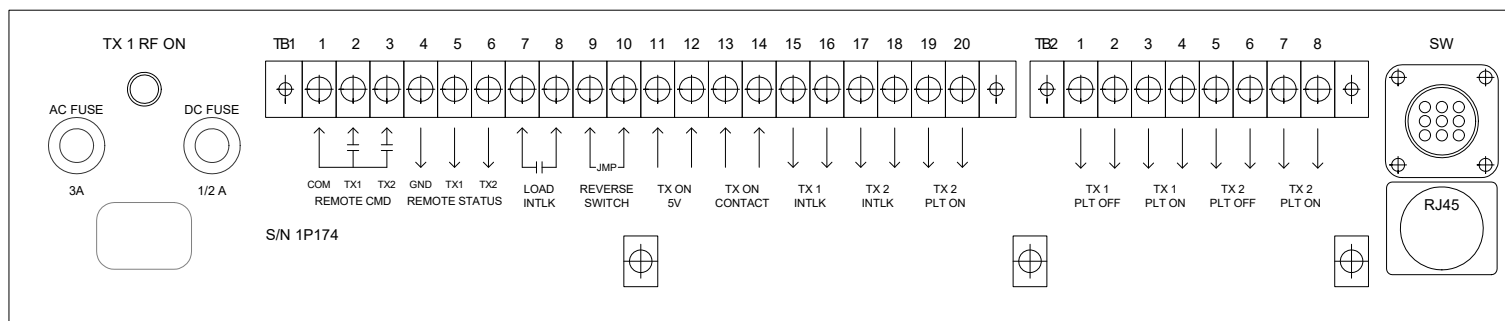 TX 1 RF ON
AC FUSE
DC FUSE
3A
1/2 A
TB1 1 2 3 4 5 6 7 8 9 10 11 12 13 14 15 16 17 18 19 20
TB2 1 2 3 4 5 6 7 8
SW
COM TX1 TX2
REMOTE CMD
GND TX1 TX2
REMOTE STATUS
LOAD
INTLK
JMP
REVERSE
SWITCH
TX ON
5V
TX ON
CONTACT
TX 1
INTLK
TX 2
INTLK
TX 2
PLT ON
TX 1
PLT OFF
TX 1
PLT ON
TX 2
PLT OFF
TX 2
PLT ON
RJ45
S/N 1P174